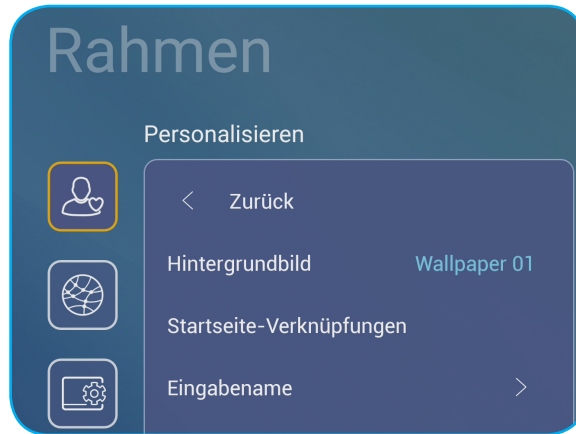 Rahmen
Personalisieren
Zurück
Hintergrundbild Wallpaper 01
Startseite-Verknüpfungen
Eingabename